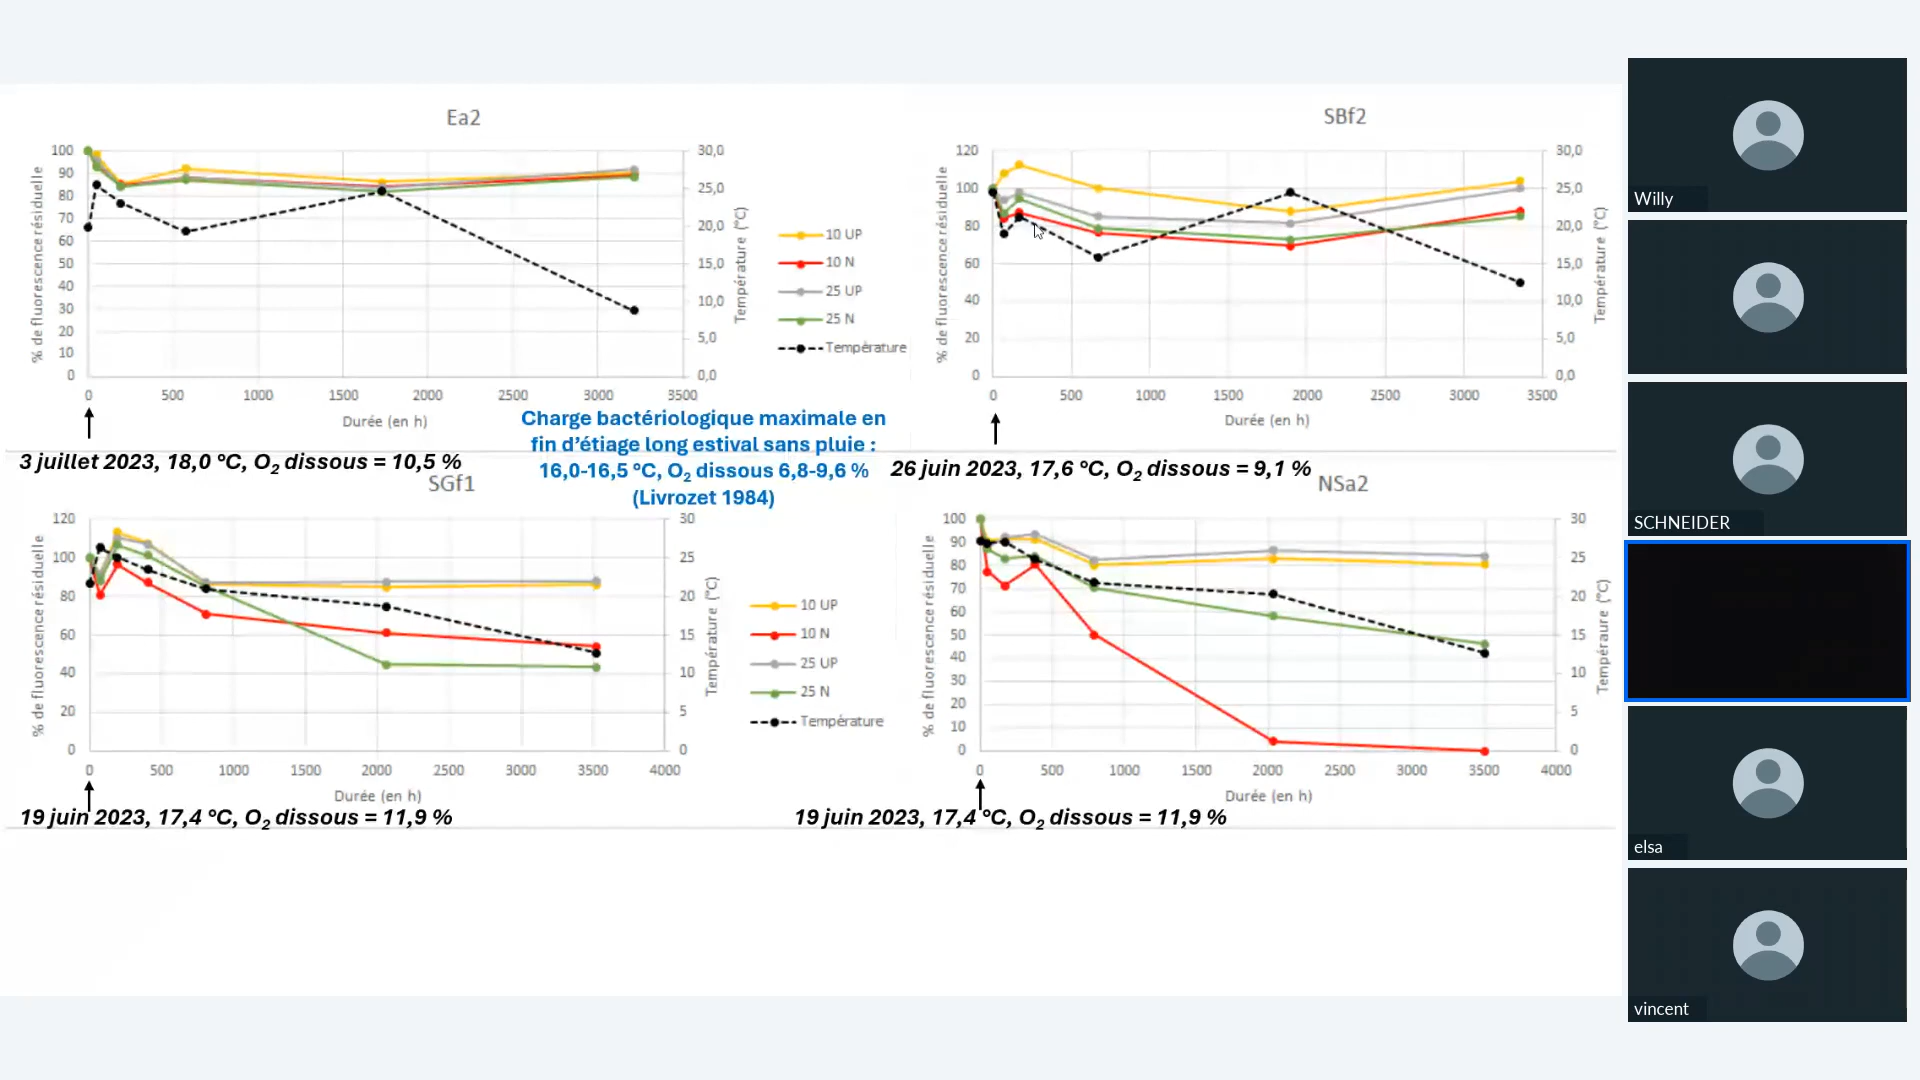 Ea2
100
90
80
70
60
50
40
30
20
10
0
% de fluorescence résiduelle
30,0
25,0
20,0
15,0
10,0
5,0
0,0
Température (°C)
0 500 1000 1500 2000 2500 3000 3500
Durée (en h)
10 UP
10 N
25 UP
25 N
Température
3 juillet 2023, 18,0 °C, O₂ dissous = 10,5 %
Charge bactériologique maximale en
fin d’étiage long estival sans pluie :
16,0-16,5 °C, O₂ dissous 6,8-9,6 %
(Livrozet 1984)
SBf2
120
100
80
60
40
20
0
% de fluorescence résiduelle
30,0
25,0
20,0
15,0
10,0
5,0
0,0
Température (°C)
0 500 1000 1500 2000 2500 3000 3500
Durée (en h)
26 juin 2023, 17,6 °C, O₂ dissous = 9,1 %
SGf1
120
100
80
60
40
20
0
% de fluorescence résiduelle
30
25
20
15
10
5
0
Température (°C)
0 500 1000 1500 2000 2500 3000 3500 4000
Durée (en h)
10 UP
10 N
25 UP
25 N
Température
19 juin 2023, 17,4 °C, O₂ dissous = 11,9 %
NSa2
100
90
80
70
60
50
40
30
20
10
0
% de fluorescence résiduelle
30
25
20
15
10
5
0
Températaure (°C)
0 500 1000 1500 2000 2500 3000 3500 4000
Durée (en h)
19 juin 2023, 17,4 °C, O₂ dissous = 11,9 %
Willy
SCHNEIDER
elsa
vincent